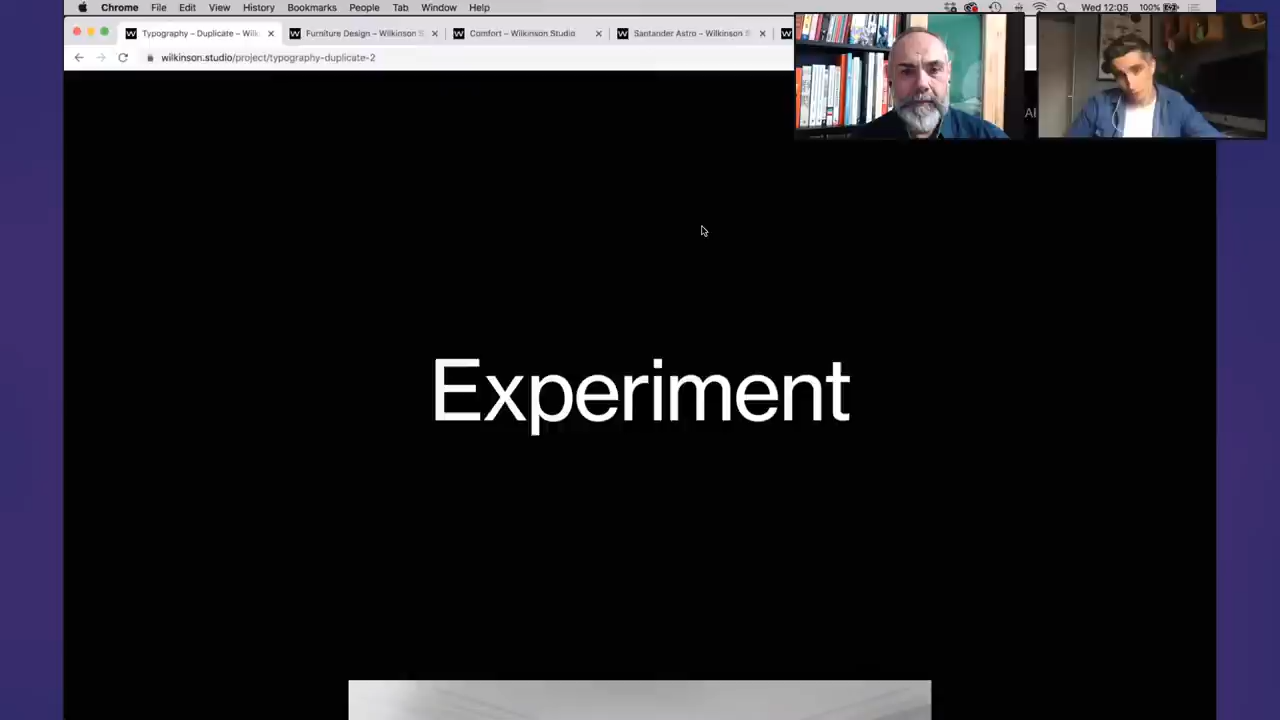 Chrome File Edit View History Bookmarks People Tab Window Help Wed 12:05 100%
Typography – Duplicate – Wilk Furniture Design – Wilkinson S Comfort – Wilkinson Studio Santander Astro – Wilkinson S
wilkinson.studio/project/typography-duplicate-2
Experiment